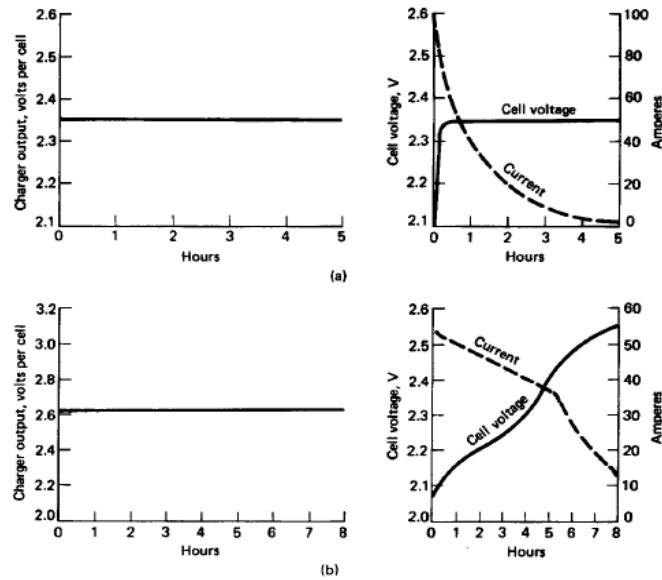 Charger output, volts per cell
2.6
2.5
2.4
2.3
2.2
2.1
0 1 2 3 4 5
Hours
Cell voltage, V
2.6
2.5
2.4
2.3
2.2
2.1
Cell voltage
Current
100
80
60
40
20
0
Amperes
0 1 2 3 4 5
Hours
(a)
Charger output, volts per cell
3.2
3.0
2.8
2.6
2.4
2.2
2.0
0 1 2 3 4 5 6 7 8
Hours
Cell voltage, V
2.6
2.5
2.4
2.3
2.2
2.1
2.0
Current
Cell voltage
60
50
40
30
20
10
0
Amperes
0 1 2 3 4 5 6 7 8
Hours
(b)